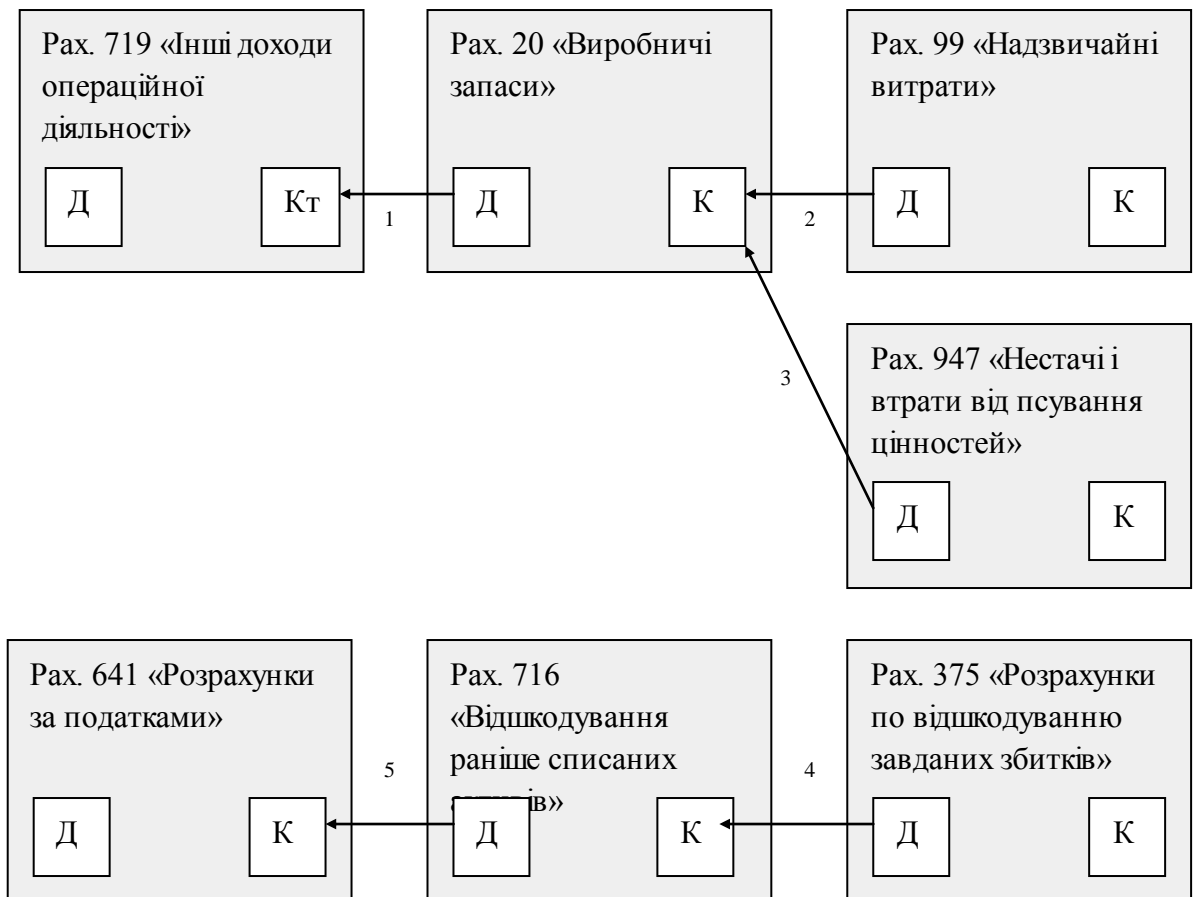 Рах. 719 «Інші доходи
операційної
діяльності»
Д
Кт
1
Рах. 20 «Виробничі
запаси»
Д
К
2
Рах. 99 «Надзвичайні
витрати»
Д
К
3
Рах. 947 «Нестачі і
втрати від псування
цінностей»
Д
К
Рах. 641 «Розрахунки
за податками»
Д
К
5
Рах. 716
«Відшкодування
раніше списаних
Д
К
4
Рах. 375 «Розрахунки
по відшкодуванню
завданих збитків»
Д
К